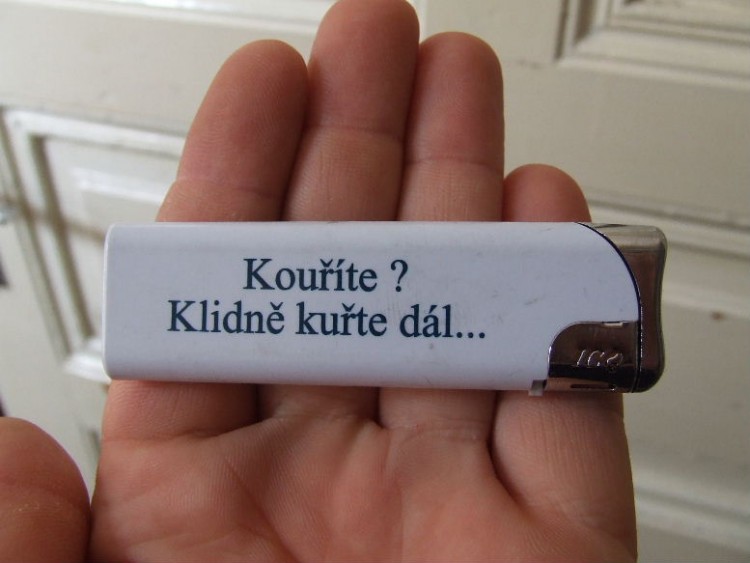 Kouříte ?
Klidně kuřte dál...